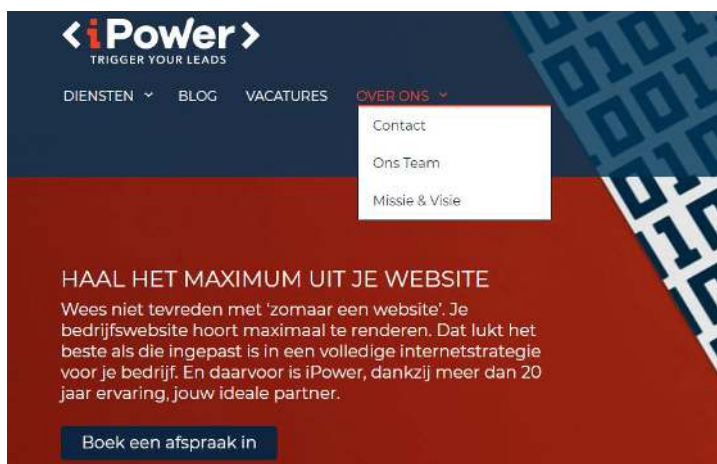 <iPower>
TRIGGER YOUR LEADS
DIENSTEN BLOG VACATURES OVER ONS
Contact
Ons Team
Missie & Visie
HAAL HET MAXIMUM UIT JE WEBSITE
Wees niet tevreden met ‘zomaar een website’. Je
bedrijfswebsite hoort maximaal te renderen. Dat lukt het
beste als die ingepast is in een volledige internetstrategie
voor je bedrijf. En daarvoor is iPower, dankzij meer dan 20
jaar ervaring, jouw ideale partner.
Boek een afspraak in